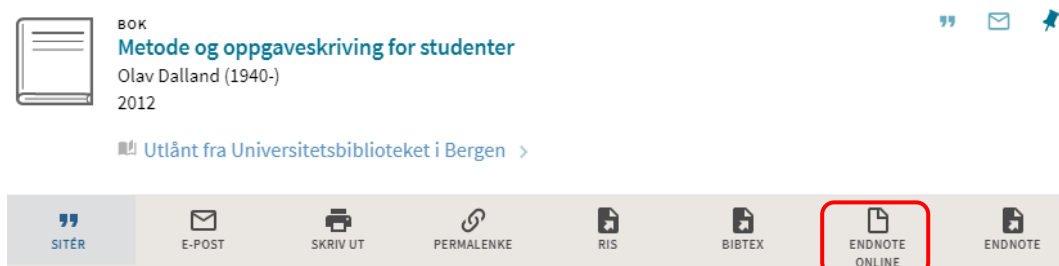 BOK
Metode og oppgaveskriving for studenter
Olav Dalland (1940-)
2012
Utlånt fra Universitetsbiblioteket i Bergen >
SITÉR
E-POST
SKRIV UT
PERMALENKE
RIS
BIBTEX
ENDNOTE ONLINE
ENDNOTE